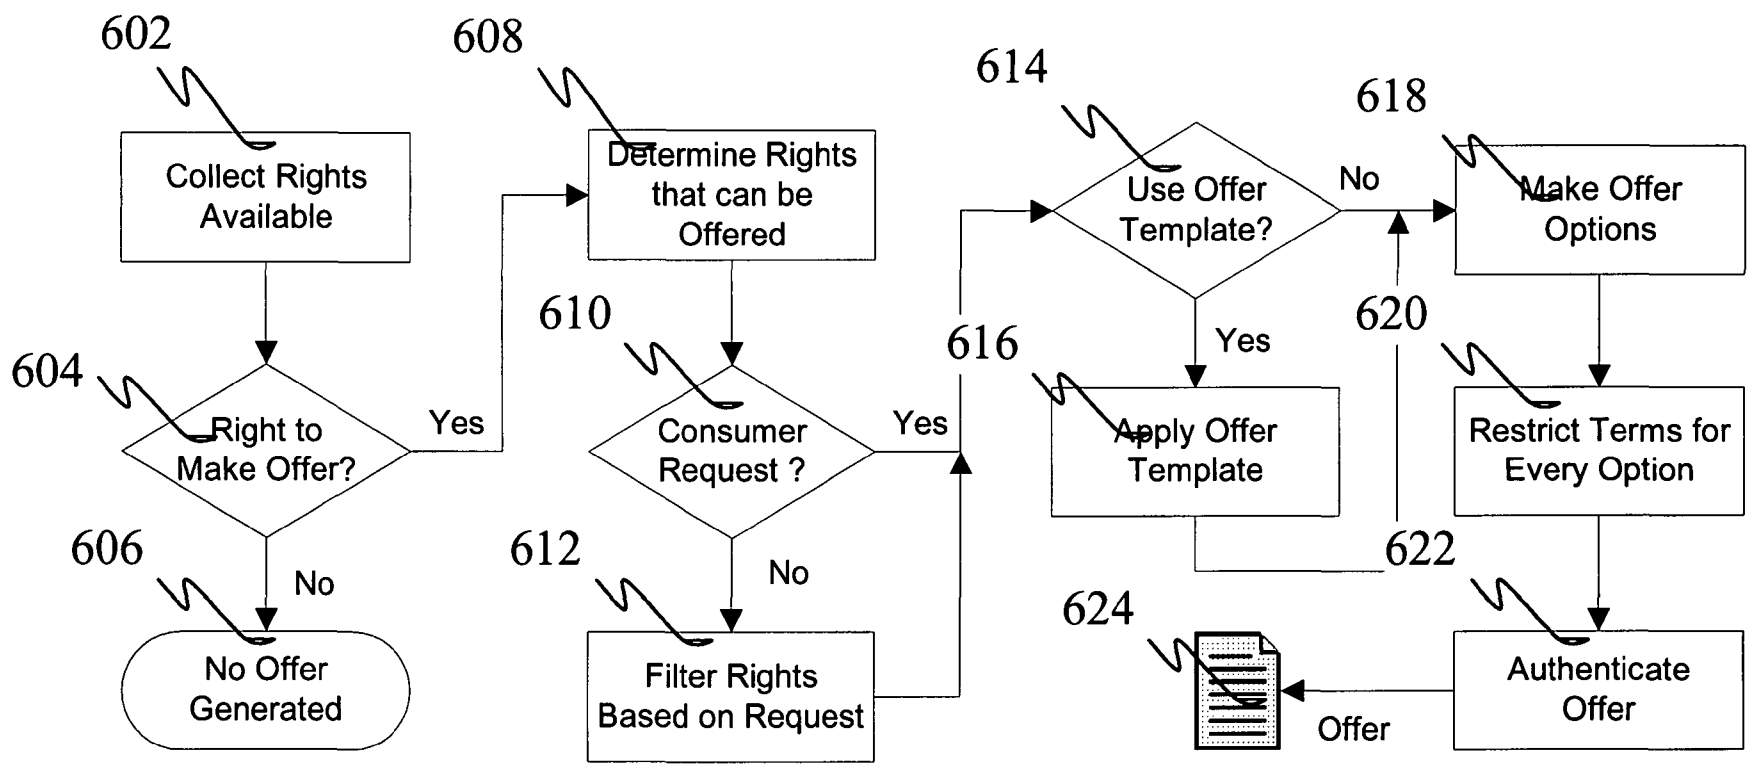 602
Collect Rights
Available
604
Right to
Make Offer?
Yes
606
No
No Offer
Generated
608
Determine Rights
that can be
Offered
610
Consumer
Request ?
Yes
612
No
Filter Rights
Based on Request
614
Use Offer
Template?
No
Yes
616
Apply Offer
Template
618
Make Offer
Options
620
Restrict Terms for
Every Option
622
Authenticate
Offer
624
Offer